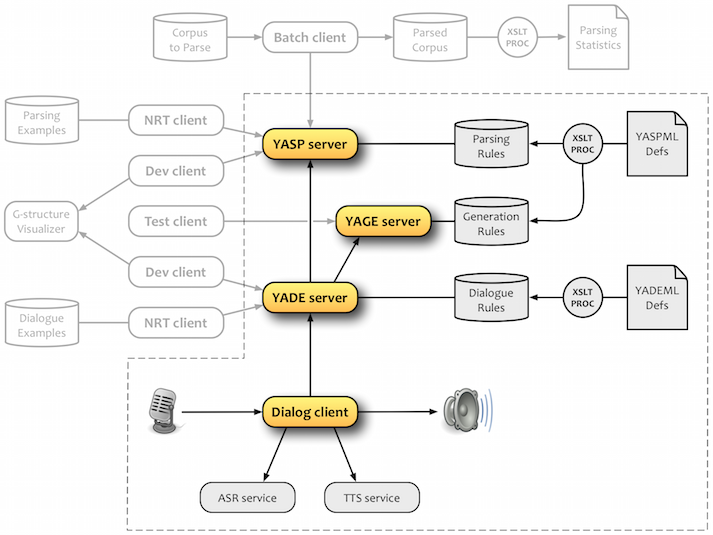 Corpus
to Parse
Batch client
Parsed
Corpus
XSLT
PROC
Parsing
Statistics
Parsing
Examples
NRT client
YASP server
Parsing
Rules
XSLT
PROC
YASPML
Defs
Dev client
G-structure
Visualizer
Test client
YAGE server
Generation
Rules
Dev client
YADE server
Dialogue
Rules
XSLT
PROC
YADEML
Defs
Dialogue
Examples
NRT client
Dialog client
ASR service
TTS service